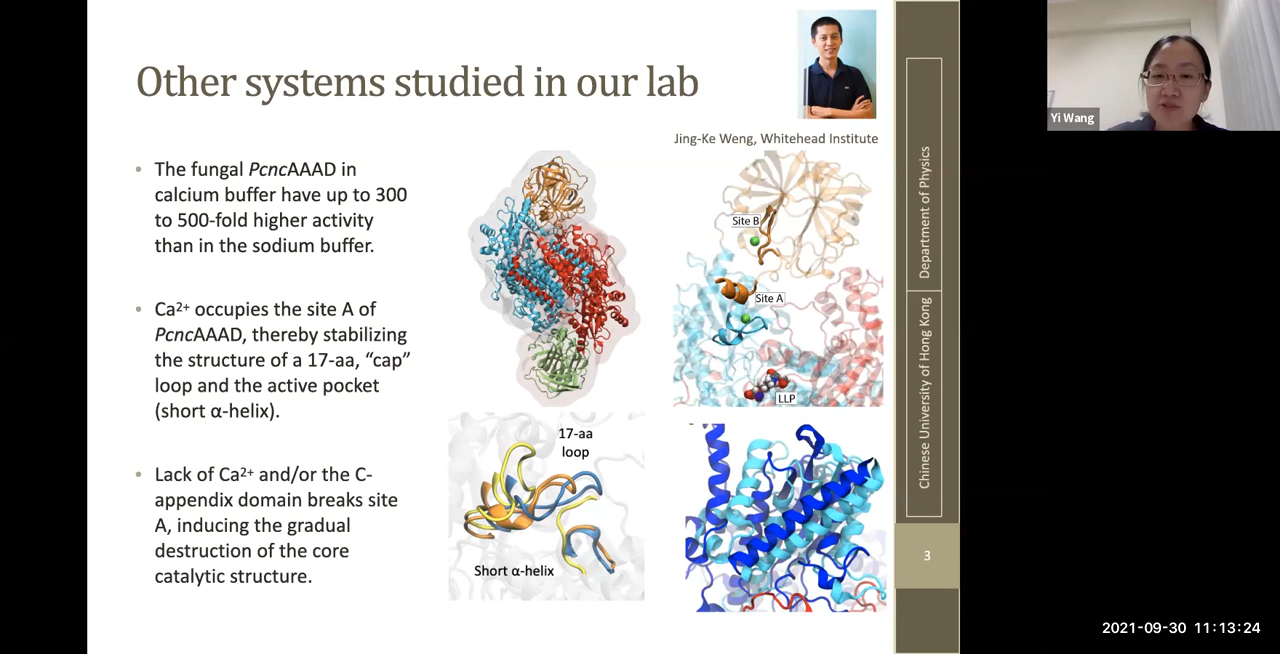 Other systems studied in our lab
Jing-Ke Weng, Whitehead Institute
• The fungal PcncAAAD in
calcium buffer have up to 300
to 500-fold higher activity
than in the sodium buffer.
• Ca²⁺ occupies the site A of
PcncAAAD, thereby stabilizing
the structure of a 17-aa, “cap”
loop and the active pocket
(short α-helix).
• Lack of Ca²⁺ and/or the C-
appendix domain breaks site
A, inducing the gradual
destruction of the core
catalytic structure.
Site B
Site A
LLP
17-aa
loop
Short α-helix
Department of Physics
Chinese University of Hong Kong
3
Yi Wang
2021-09-30 11:13:24